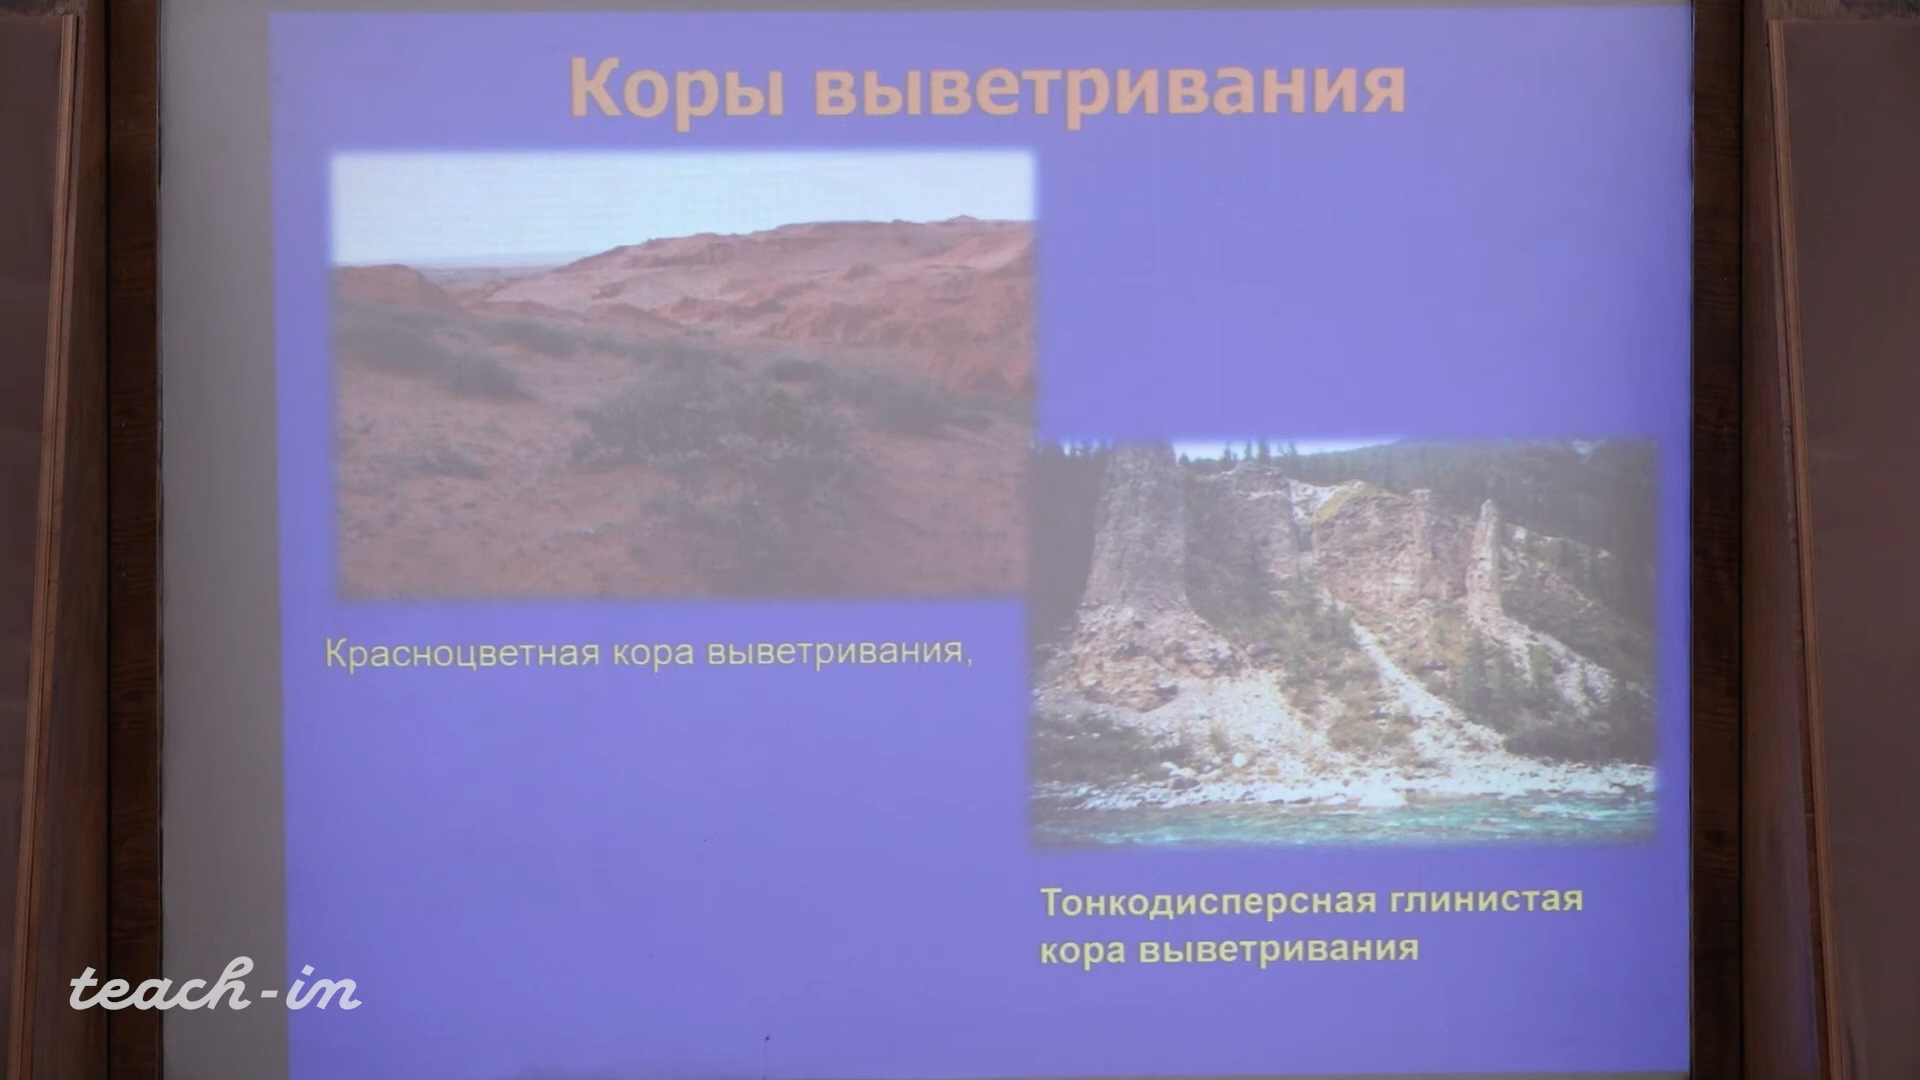 Коры выветривания
Красноцветная кора выветривания,
Тонкодисперсная глинистая
кора выветривания
teach-in